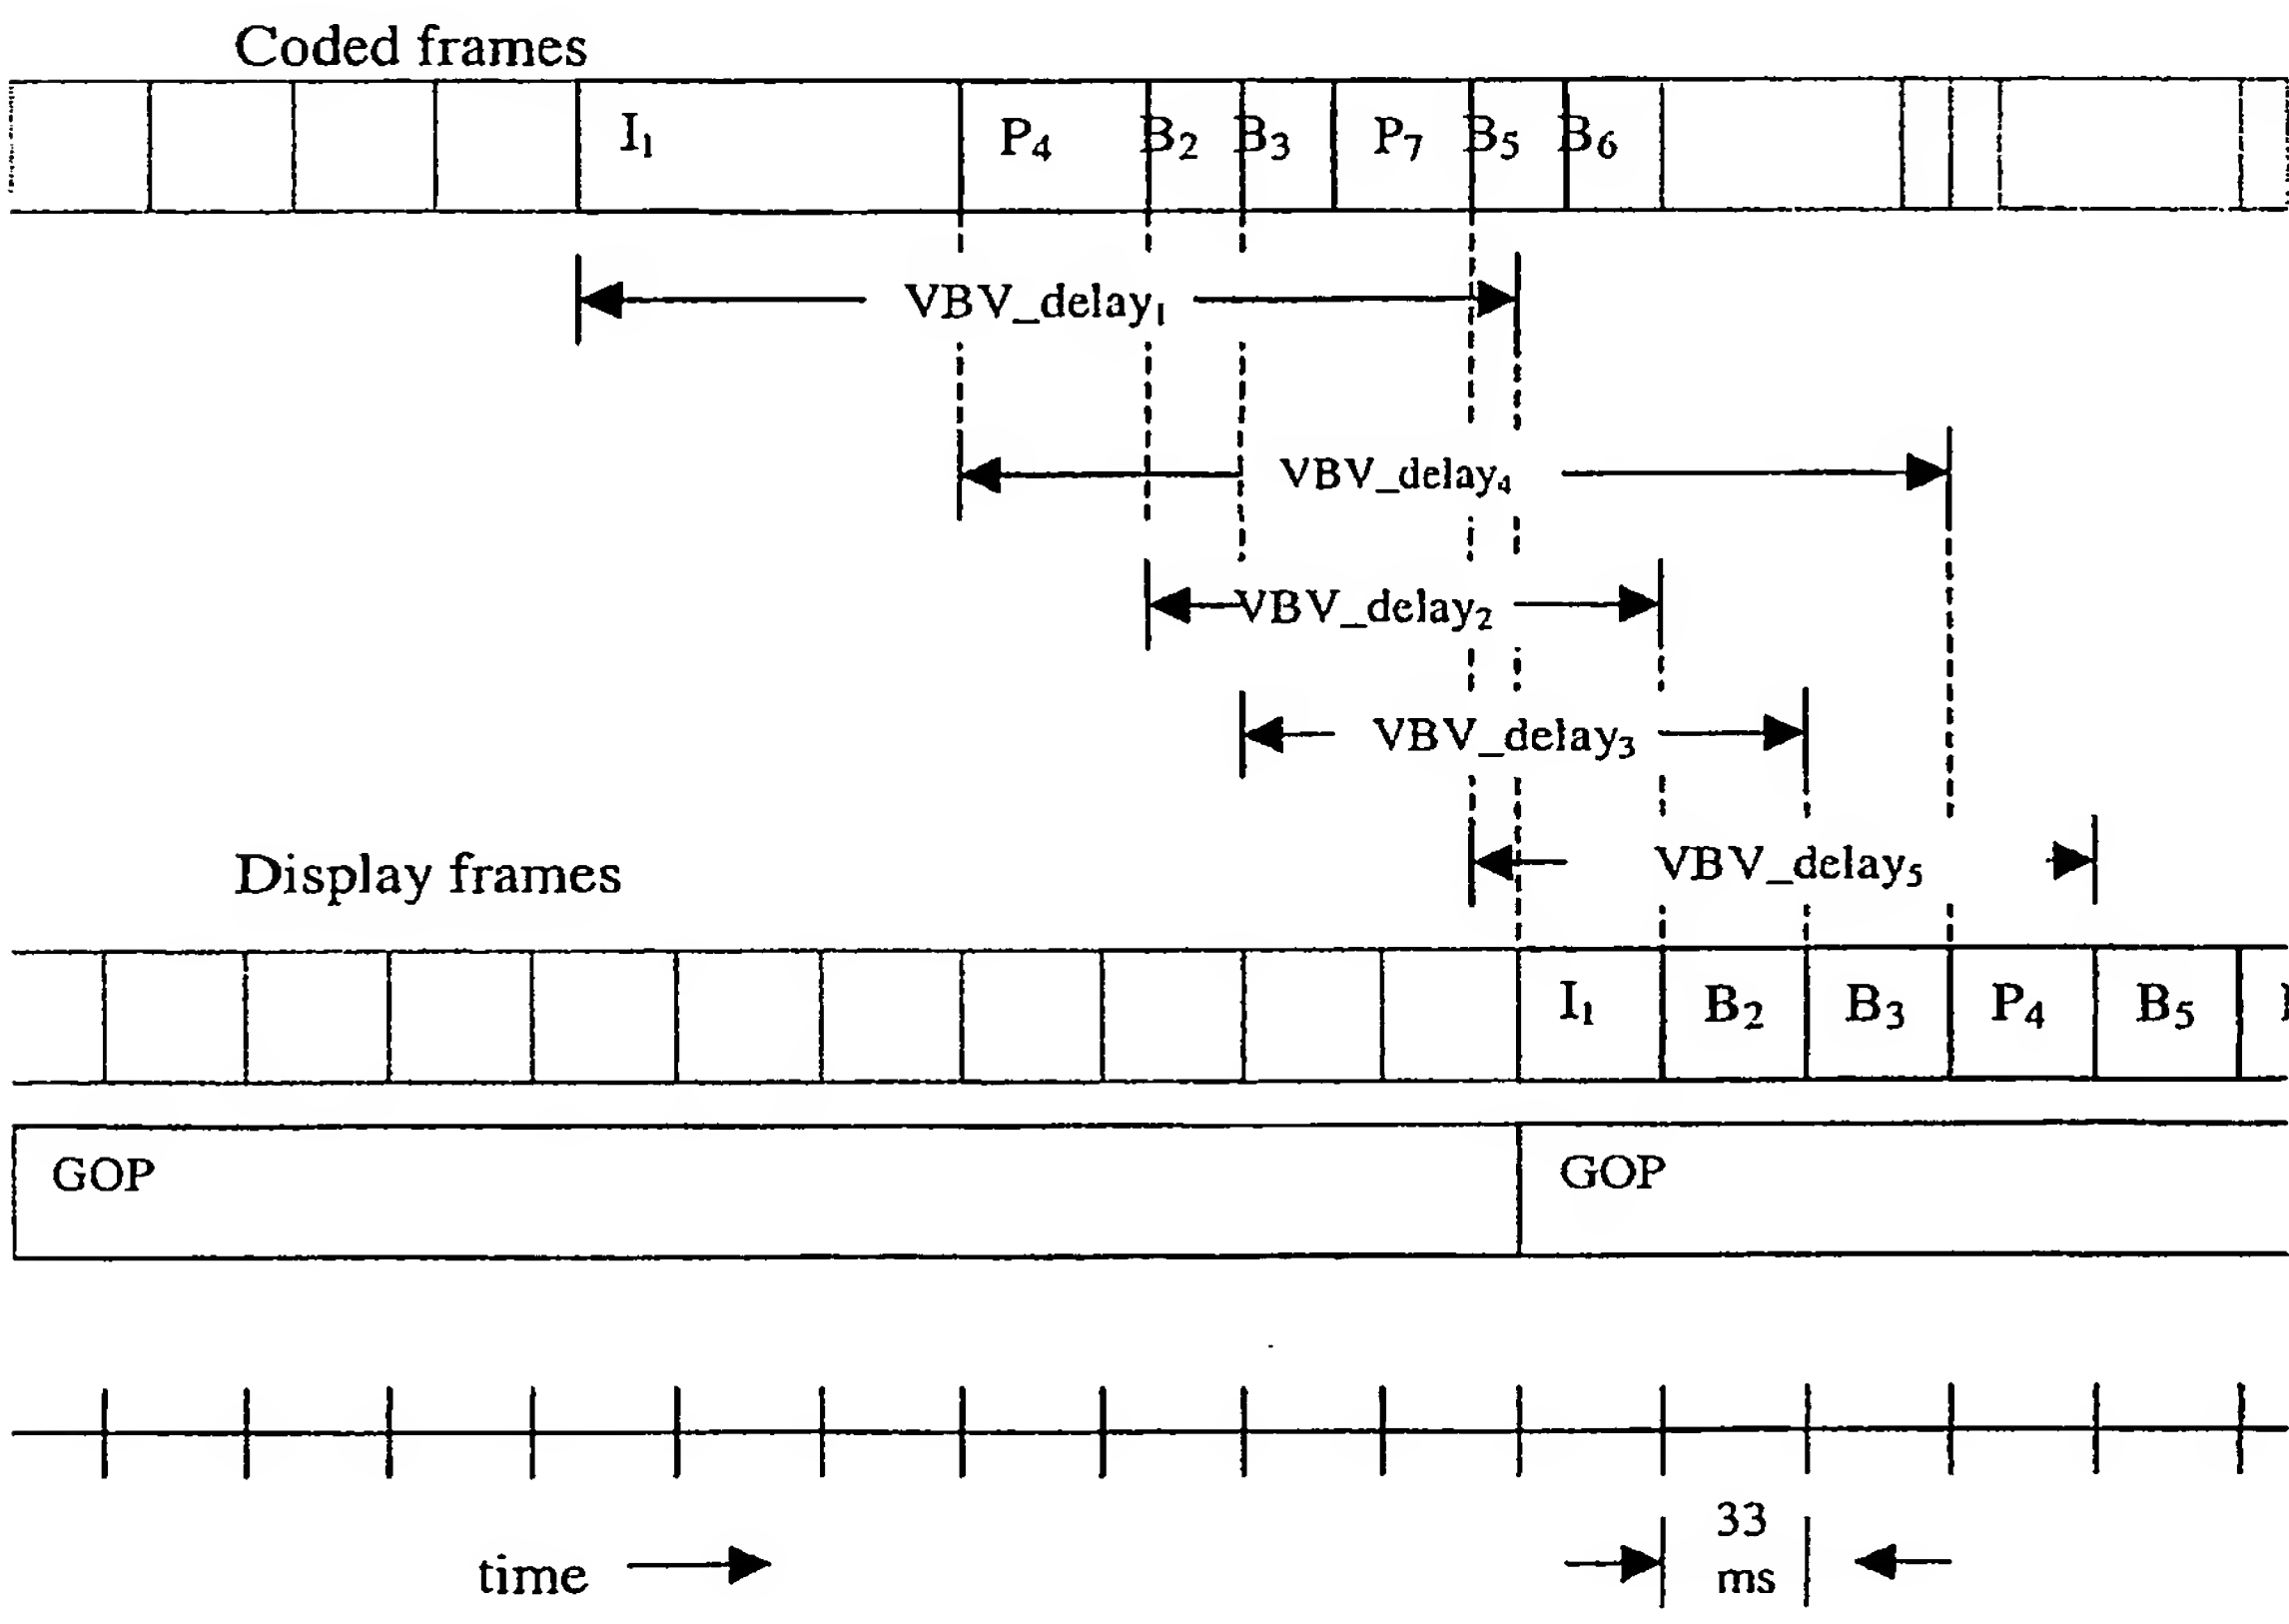 Coded frames
I₁ P₄ B₂ B₃ P₇ B₅ B₆
VBV_delay₁
VBV_delay₄
VBV_delay₂
VBV_delay₃
VBV_delay₅
Display frames
I₁ B₂ B₃ P₄ B₅
GOP GOP
33
ms
time